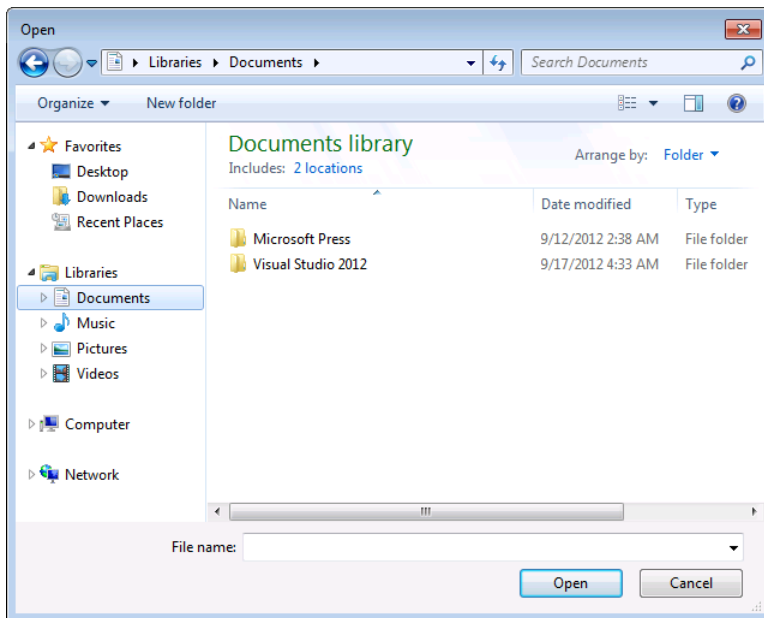 Open
Libraries Documents
Search Documents
Organize New folder
Favorites
Desktop
Downloads
Recent Places
Libraries
Documents
Music
Pictures
Videos
Computer
Network
Documents library
Includes: 2 locations
Arrange by: Folder
Name Date modified Type
Microsoft Press 9/12/2012 2:38 AM File folder
Visual Studio 2012 9/17/2012 4:33 AM File folder
File name:
Open Cancel